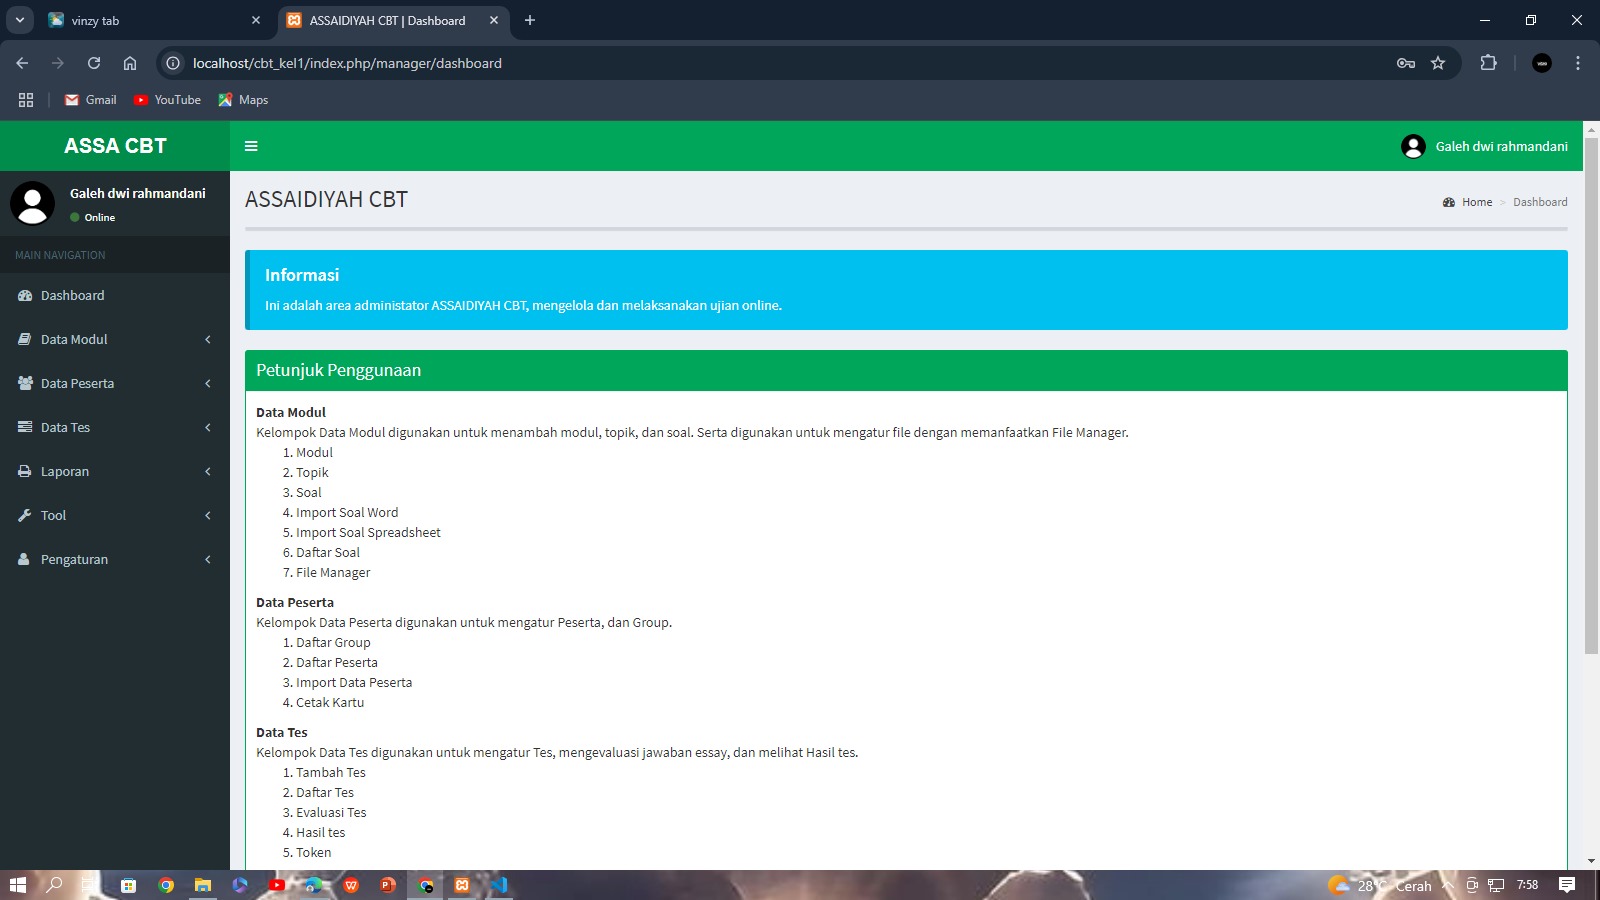 vinzy tab
ASSAIDIYAH CBT | Dashboard
localhost/cbt_kel1/index.php/manager/dashboard
Gmail
YouTube
Maps
ASSA CBT
Galeh dwi rahmandani
Galeh dwi rahmandani
Online
MAIN NAVIGATION
Dashboard
Data Modul
Data Peserta
Data Tes
Laporan
Tool
Pengaturan
ASSAIDIYAH CBT
Home > Dashboard
Informasi
Ini adalah area administator ASSAIDIYAH CBT, mengelola dan melaksanakan ujian online.
Petunjuk Penggunaan
Data Modul
Kelompok Data Modul digunakan untuk menambah modul, topik, dan soal. Serta digunakan untuk mengatur file dengan memanfaatkan File Manager.
1. Modul
2. Topik
3. Soal
4. Import Soal Word
5. Import Soal Spreadsheet
6. Daftar Soal
7. File Manager
Data Peserta
Kelompok Data Peserta digunakan untuk mengatur Peserta, dan Group.
1. Daftar Group
2. Daftar Peserta
3. Import Data Peserta
4. Cetak Kartu
Data Tes
Kelompok Data Tes digunakan untuk mengatur Tes, mengevaluasi jawaban essay, dan melihat Hasil tes.
1. Tambah Tes
2. Daftar Tes
3. Evaluasi Tes
4. Hasil tes
5. Token
28°C Cerah
7:58